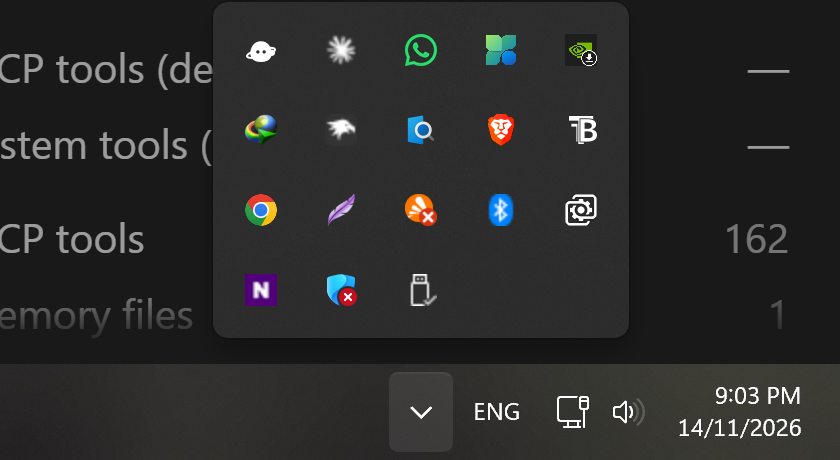 CP tools (de
—
stem tools (
—
CP tools
162
emory files
1
B
N
ENG
9:03 PM
14/11/2026